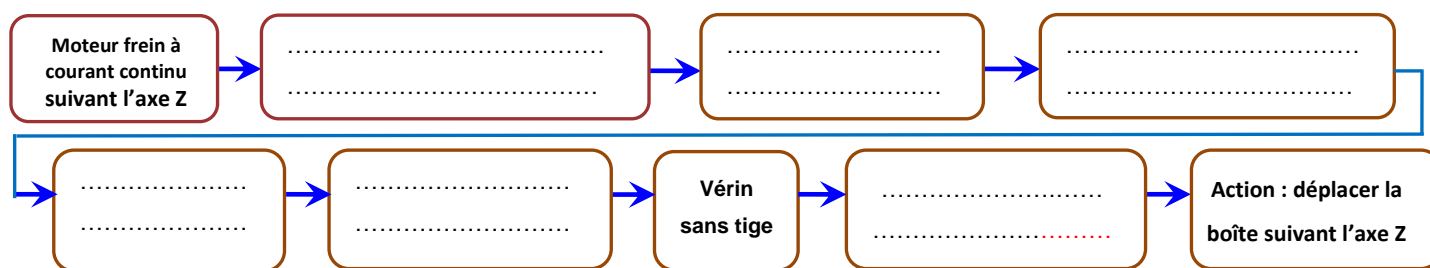 Moteur frein à
courant continu
suivant l'axe Z
................................................
...............................................
................................
................................
............................................
...........................................
.........................
.........................
................................
................................
Vérin
sans tige
.................................
....................................
Action : déplacer la
boîte suivant l'axe Z